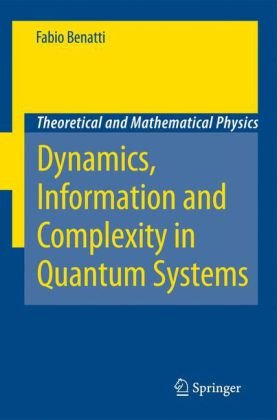 Fabio Benatti
Theoretical and Mathematical Physics
Dynamics,
Information and
Complexity in
Quantum Systems
Springer